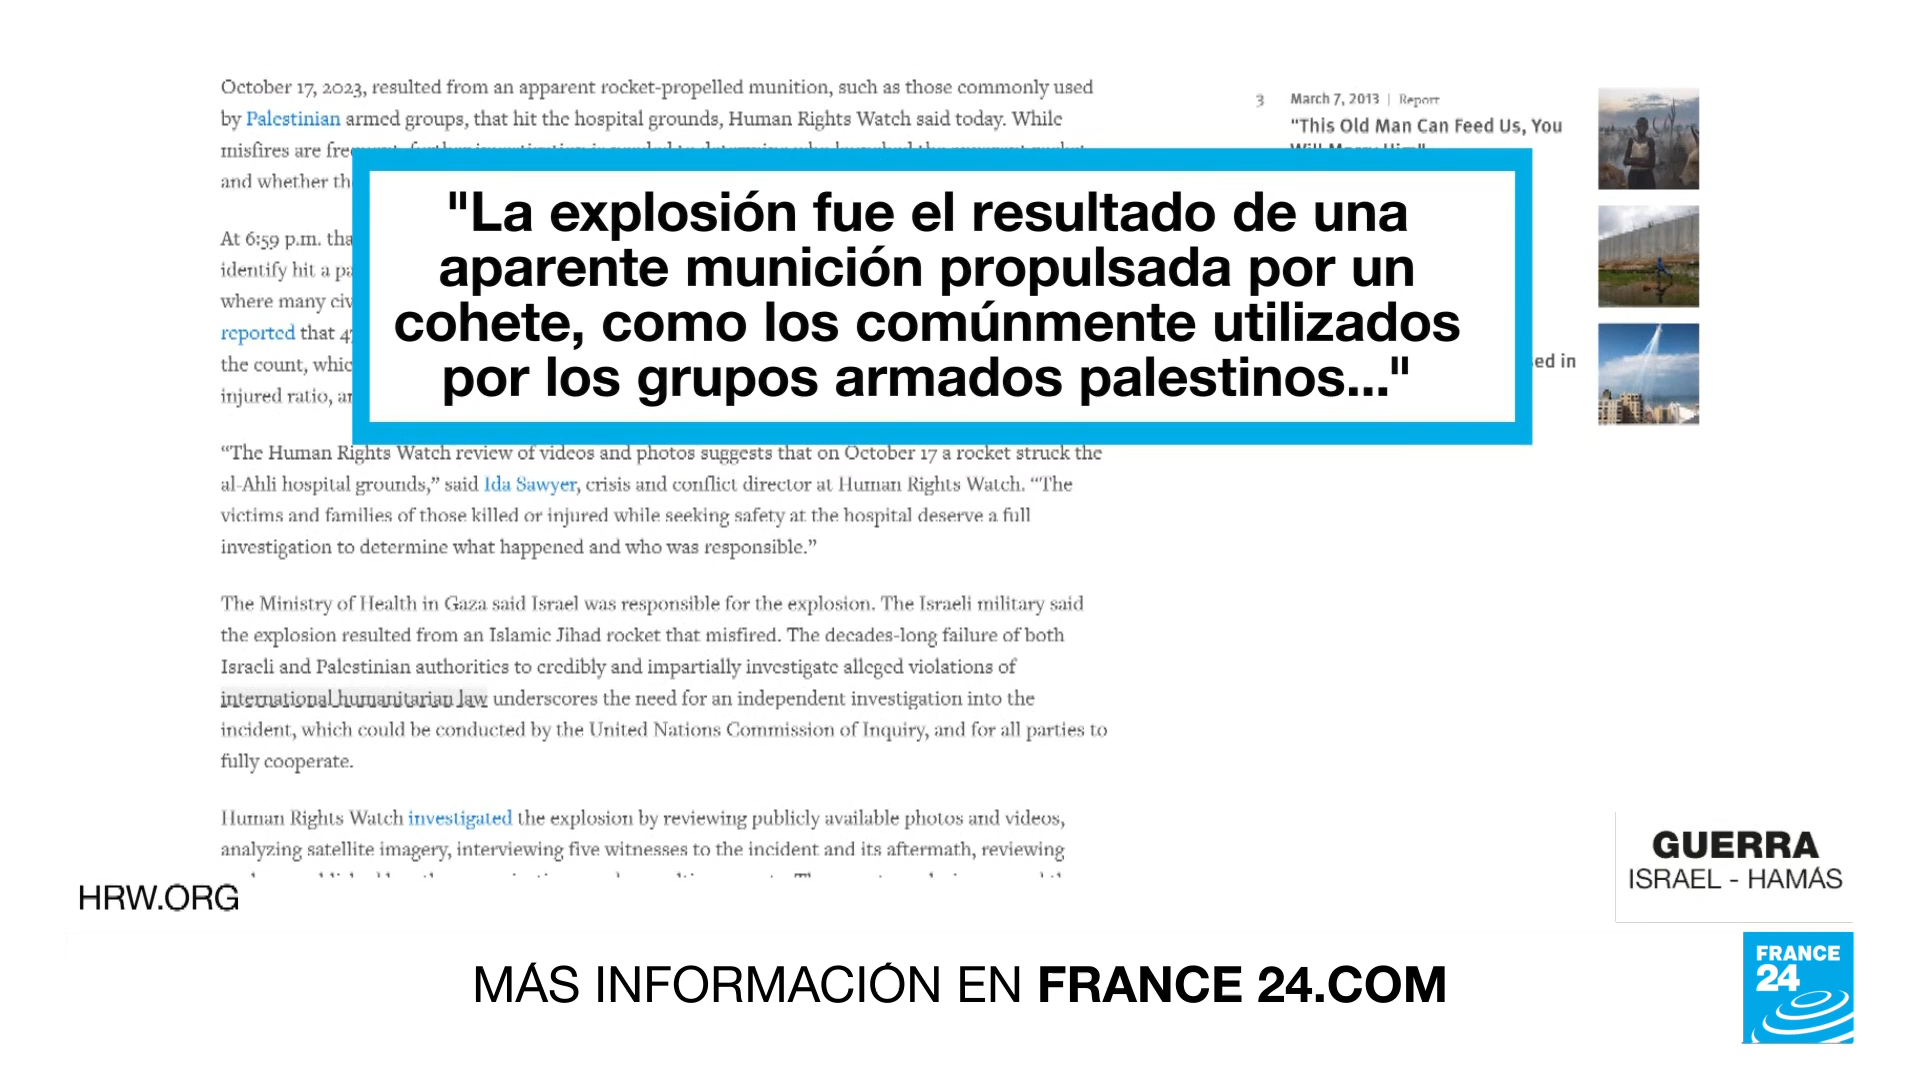 October 17, 2023, resulted from an apparent rocket-propelled munition, such as those commonly used
by Palestinian armed groups, that hit the hospital grounds, Human Rights Watch said today. While
misfires are
and whether
At 6:59 p.m.
identify hit a
where many
reported that
the count,
injured ratio,
"La explosión fue el resultado de una
aparente munición propulsada por un
cohete, como los comúnmente utilizados
por los grupos armados palestinos..."
“The Human Rights Watch review of videos and photos suggests that on October 17 a rocket struck the
al-Ahli hospital grounds,” said Ida Sawyer, crisis and conflict director at Human Rights Watch. “The
victims and families of those killed or injured while seeking safety at the hospital deserve a full
investigation to determine what happened and who was responsible.”
The Ministry of Health in Gaza said Israel was responsible for the explosion. The Israeli military said
the explosion resulted from an Islamic Jihad rocket that misfired. The decades-long failure of both
Israeli and Palestinian authorities to credibly and impartially investigate alleged violations of
international humanitarian law underscores the need for an independent investigation into the
incident, which could be conducted by the United Nations Commission of Inquiry, and for all parties to
fully cooperate.
Human Rights Watch investigated the explosion by reviewing publicly available photos and videos,
analyzing satellite imagery, interviewing five witnesses to the incident and its aftermath, reviewing
3
March 7, 2013 | Report
"This Old Man Can Feed Us, You
in
HRW.ORG
GUERRA
ISRAEL - HAMÁS
MÁS INFORMACIÓN EN FRANCE 24.COM
FRANCE
24